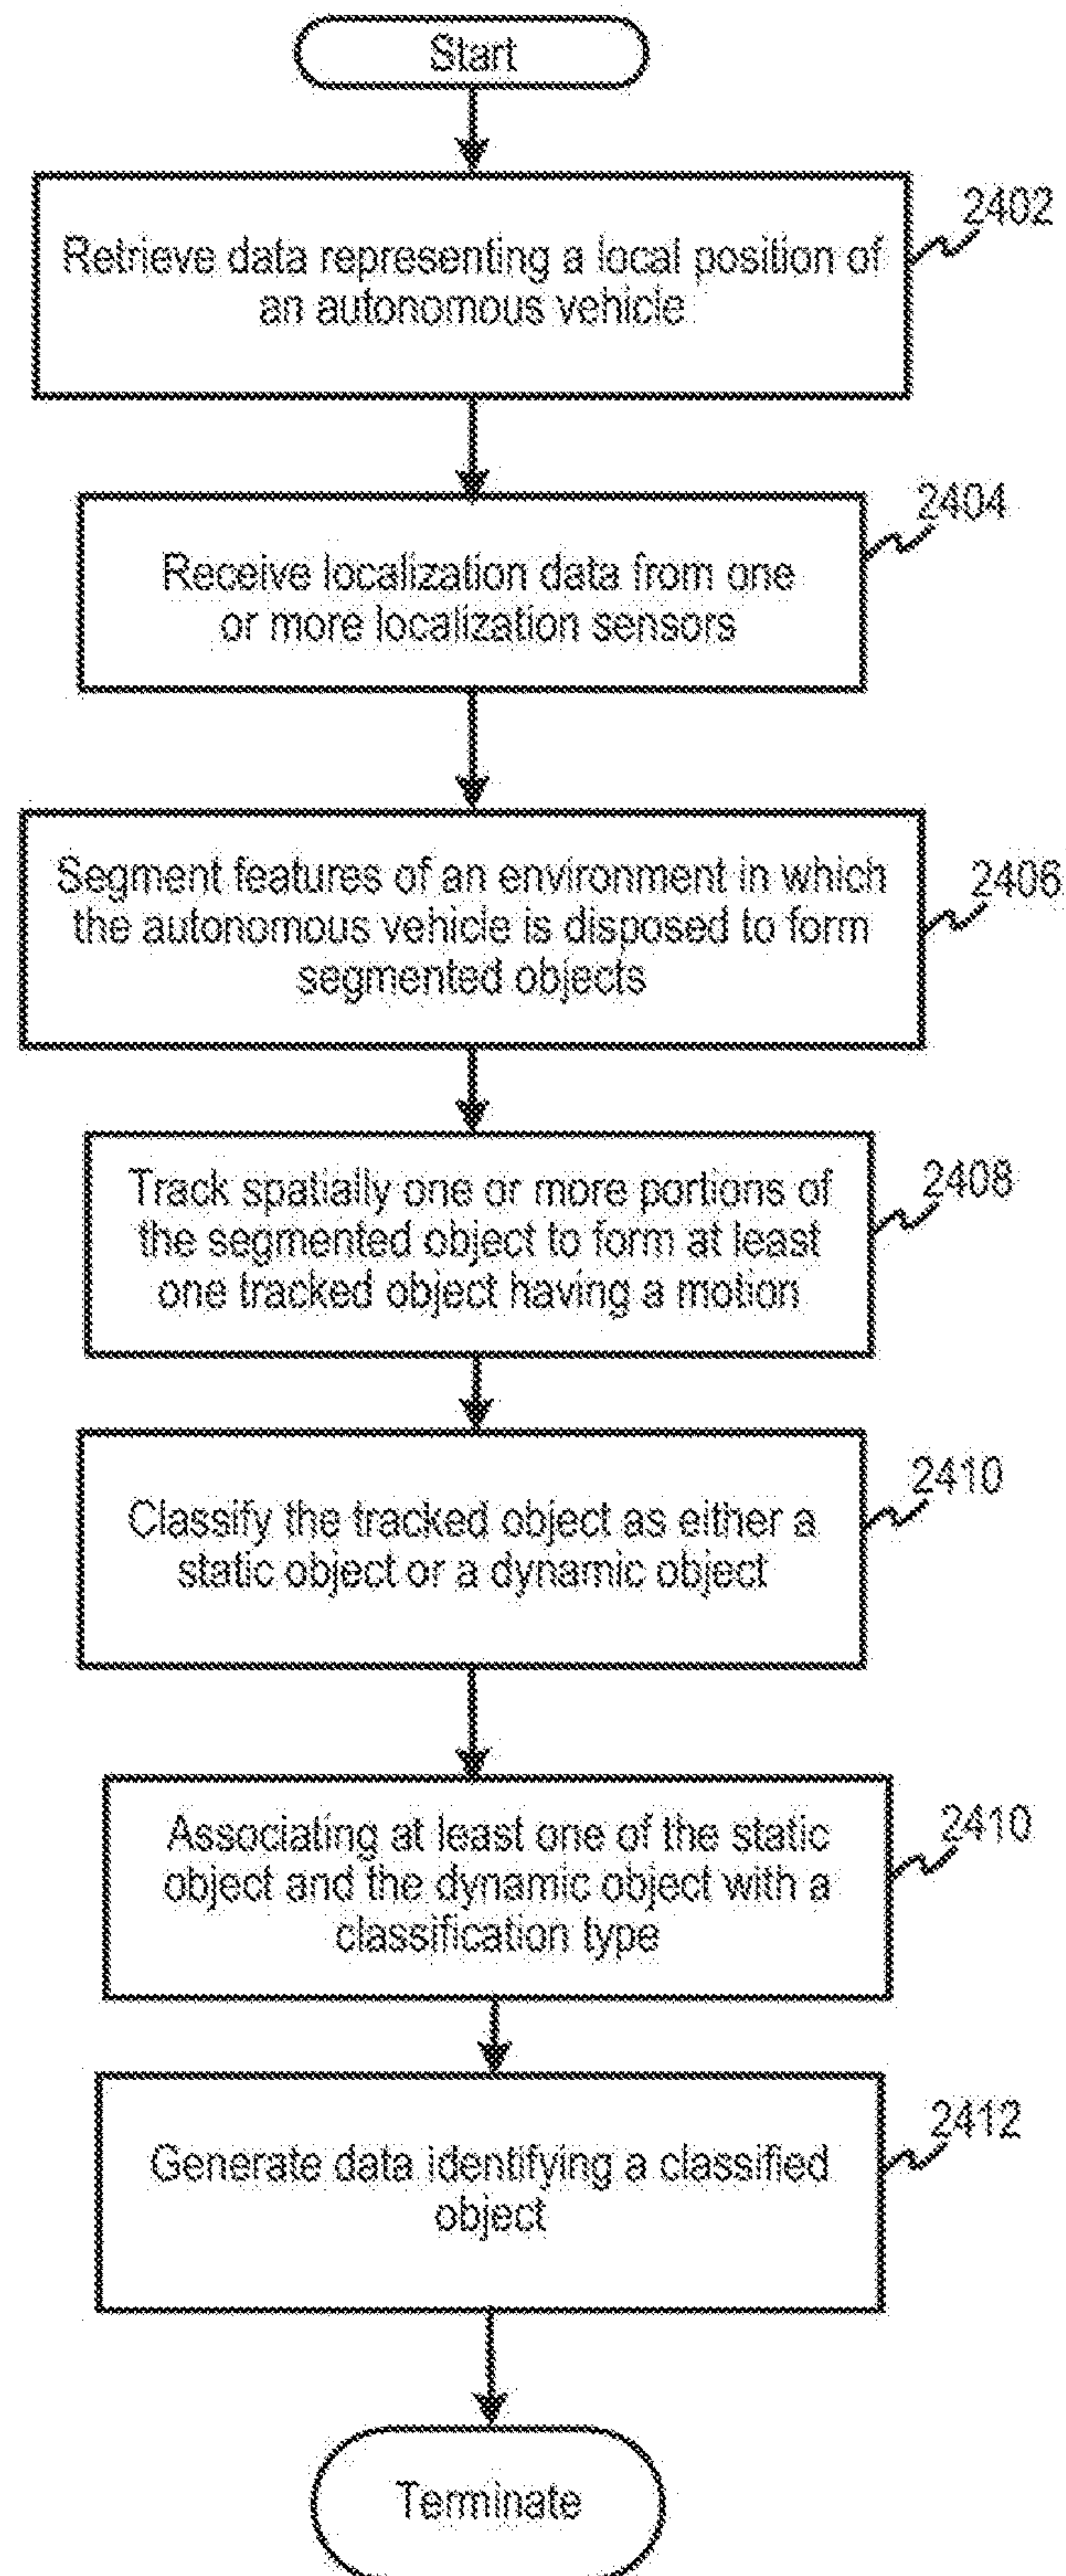 Start
2402
Retrieve data representing a local position of
an autonomous vehicle
2404
Receive localization data from one
or more localization sensors
2406
Segment features of an environment in which
the autonomous vehicle is disposed to form
segmented objects
2408
Track spatially one or more portions of
the segmented object to form at least
one tracked object having a motion
2410
Classify the tracked object as either a
static object or a dynamic object
2410
Associating at least one of the static
object and the dynamic object with a
classification type
2412
Generate data identifying a classified
object
Terminate